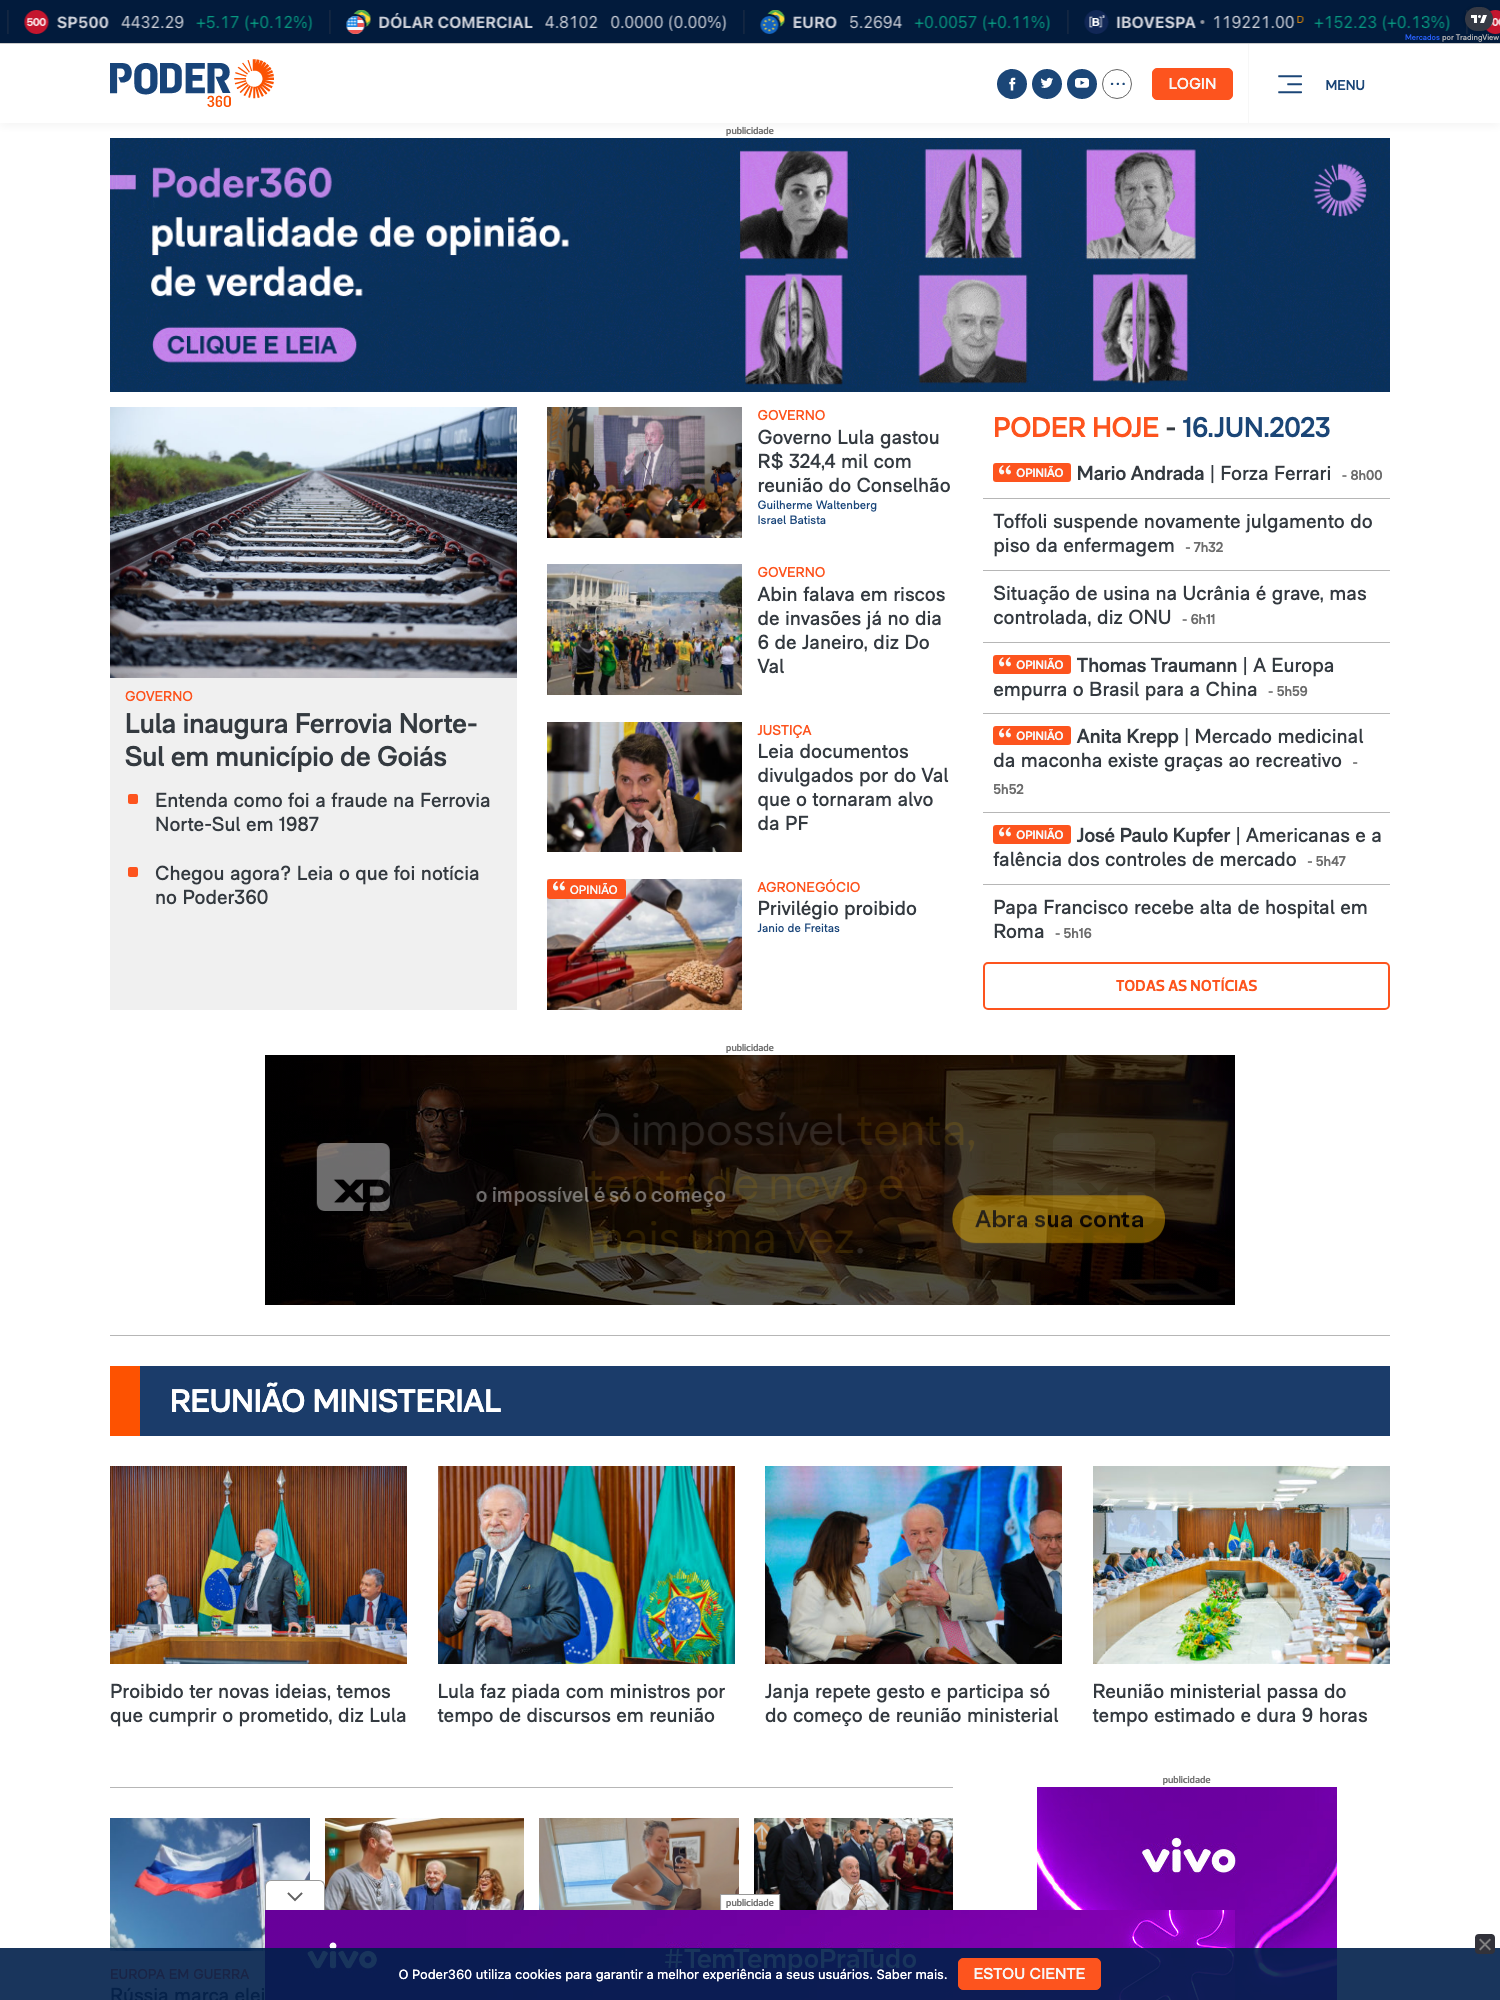 500 SP500 4432.29 +5.17 (+0.12%) DÓLAR COMERCIAL 4.8102 0.0000 (0.00%) EURO 5.2694 +0.0057 (+0.11%) IBOVESPA 119221.00 D +152.23 (+0.13%)
Mercados por TradingView
PODER
360
LOGIN
MENU
publicidade
Poder360
pluralidade de opinião.
de verdade.
CLIQUE E LEIA
GOVERNO
Lula inaugura Ferrovia Norte-
Sul em município de Goiás
Entenda como foi a fraude na Ferrovia
Norte-Sul em 1987
Chegou agora? Leia o que foi notícia
no Poder360
GOVERNO
Governo Lula gastou
R$ 324,4 mil com
reunião do Conselhão
Guilherme Waltenberg
Israel Batista
GOVERNO
Abin falava em riscos
de invasões já no dia
6 de Janeiro, diz Do
Val
JUSTIÇA
Leia documentos
divulgados por do Val
que o tornaram alvo
da PF
OPINIÃO
AGRONEGÓCIO
Privilégio proibido
Janio de Freitas
PODER HOJE - 16.JUN.2023
OPINIÃO Mario Andrada | Forza Ferrari - 8h00
Toffoli suspende novamente julgamento do
piso da enfermagem - 7h32
Situação de usina na Ucrânia é grave, mas
controlada, diz ONU - 6h11
OPINIÃO Thomas Traumann | A Europa
empurra o Brasil para a China - 5h59
OPINIÃO Anita Krepp | Mercado medicinal
da maconha existe graças ao recreativo -
5h52
OPINIÃO José Paulo Kupfer | Americanas e a
falência dos controles de mercado - 5h47
Papa Francisco recebe alta de hospital em
Roma - 5h16
TODAS AS NOTÍCIAS
publicidade
xp
o impossível é só o começo
O impossível tenta,
tenta de novo e
mais uma vez.
Abra sua conta
REUNIÃO MINISTERIAL
Proibido ter novas ideias, temos
que cumprir o prometido, diz Lula
Lula faz piada com ministros por
tempo de discursos em reunião
Janja repete gesto e participa só
do começo de reunião ministerial
Reunião ministerial passa do
tempo estimado e dura 9 horas
publicidade
vivo
publicidade
vivo
#TemTempoPraTudo
EUROPA EM GUERRA
Rússia marca elei
O Poder360 utiliza cookies para garantir a melhor experiência a seus usuários. Saber mais.
ESTOU CIENTE